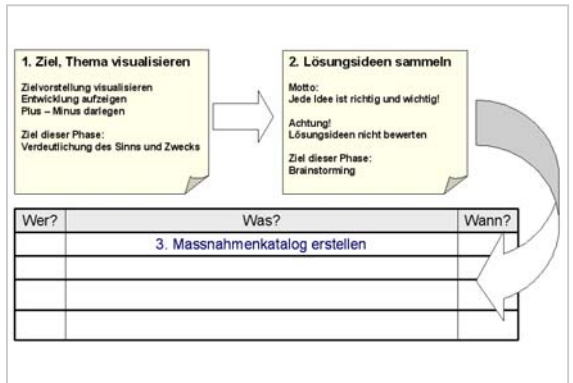 1. Ziel, Thema visualisieren
Zielvorstellung visualisieren
Entwicklung aufzeigen
Plus – Minus darlegen
Ziel dieser Phase:
Verdeutlichung des Sinns und Zwecks
2. Lösungsideen sammeln
Motto:
Jede Idee ist richtig und wichtig!
Achtung!
Lösungsideen nicht bewerten
Ziel dieser Phase:
Brainstorming
Wer? Was? Wann?
3. Massnahmenkatalog erstellen